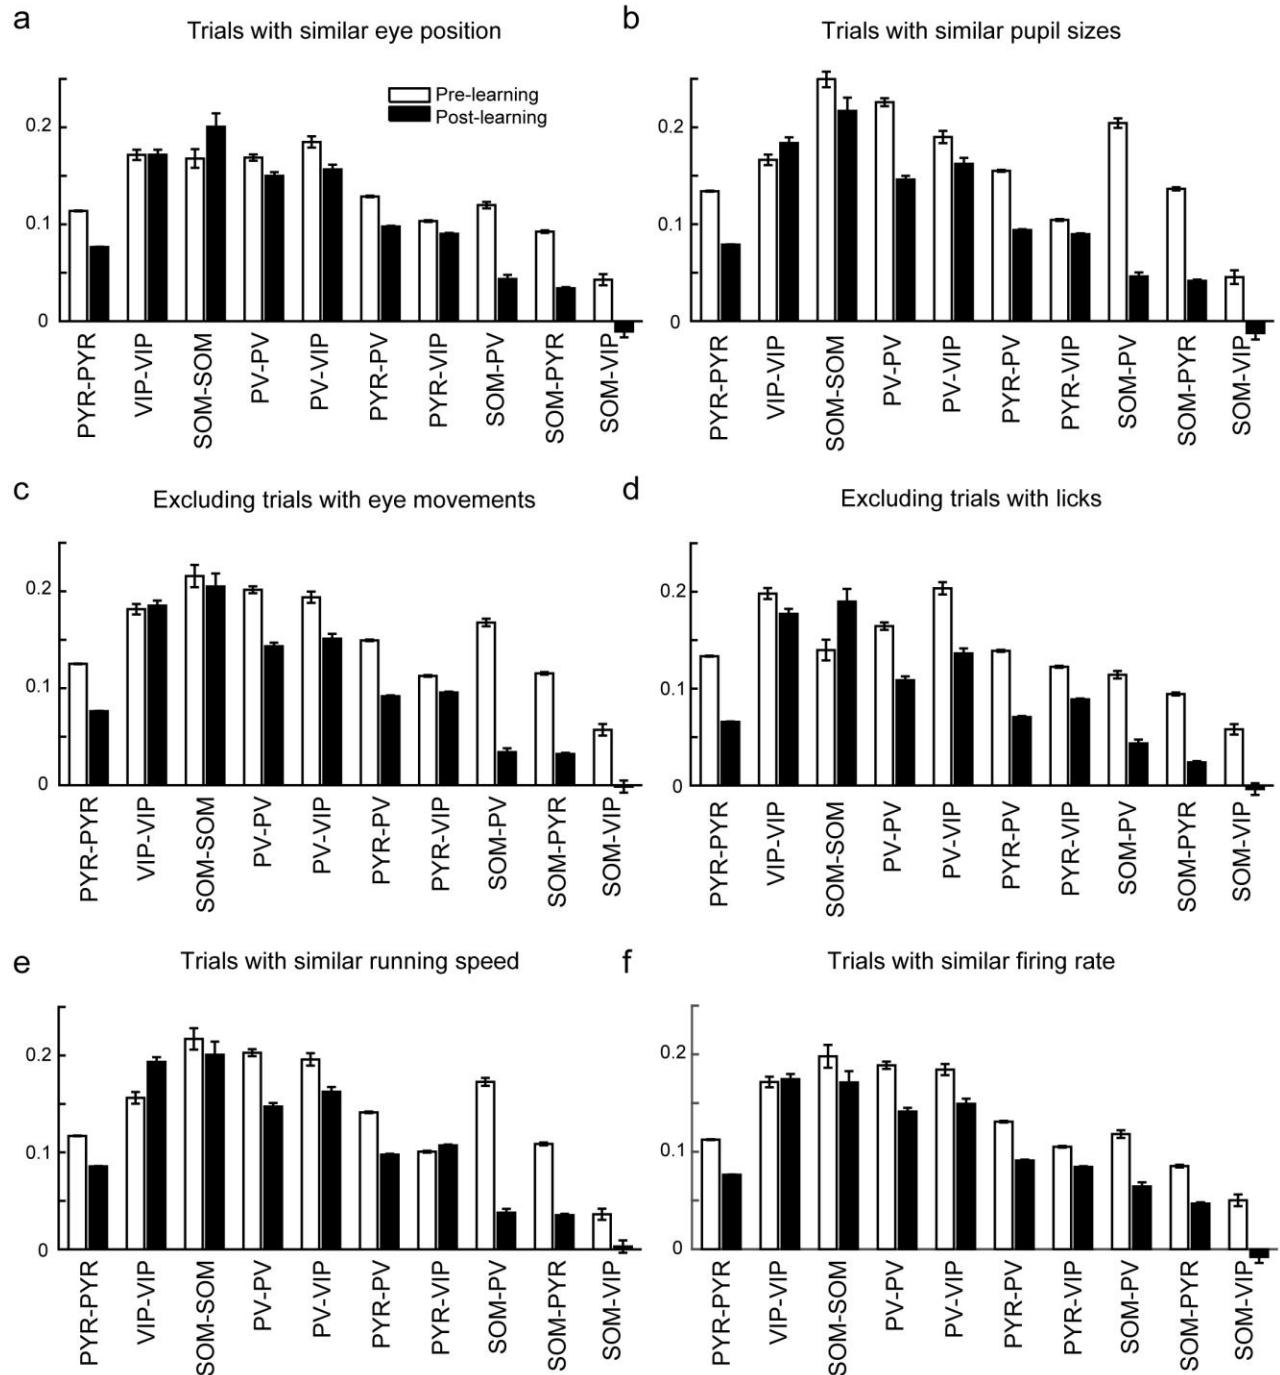 a
Trials with similar eye position
Pre-learning
Post-learning
0.2
0.1
0
PYR-PYR
VIP-VIP
SOM-SOM
PV-PV
PV-VIP
PYR-PV
PYR-VIP
SOM-PV
SOM-PYR
SOM-VIP
b
Trials with similar pupil sizes
0.2
0.1
0
PYR-PYR
VIP-VIP
SOM-SOM
PV-PV
PV-VIP
PYR-PV
PYR-VIP
SOM-PV
SOM-PYR
SOM-VIP
c
Excluding trials with eye movements
0.2
0.1
0
PYR-PYR
VIP-VIP
SOM-SOM
PV-PV
PV-VIP
PYR-PV
PYR-VIP
SOM-PV
SOM-PYR
SOM-VIP
d
Excluding trials with licks
0.2
0.1
0
PYR-PYR
VIP-VIP
SOM-SOM
PV-PV
PV-VIP
PYR-PV
PYR-VIP
SOM-PV
SOM-PYR
SOM-VIP
e
Trials with similar running speed
0.2
0.1
0
PYR-PYR
VIP-VIP
SOM-SOM
PV-PV
PV-VIP
PYR-PV
PYR-VIP
SOM-PV
SOM-PYR
SOM-VIP
f
Trials with similar firing rate
0.2
0.1
0
PYR-PYR
VIP-VIP
SOM-SOM
PV-PV
PV-VIP
PYR-PV
PYR-VIP
SOM-PV
SOM-PYR
SOM-VIP